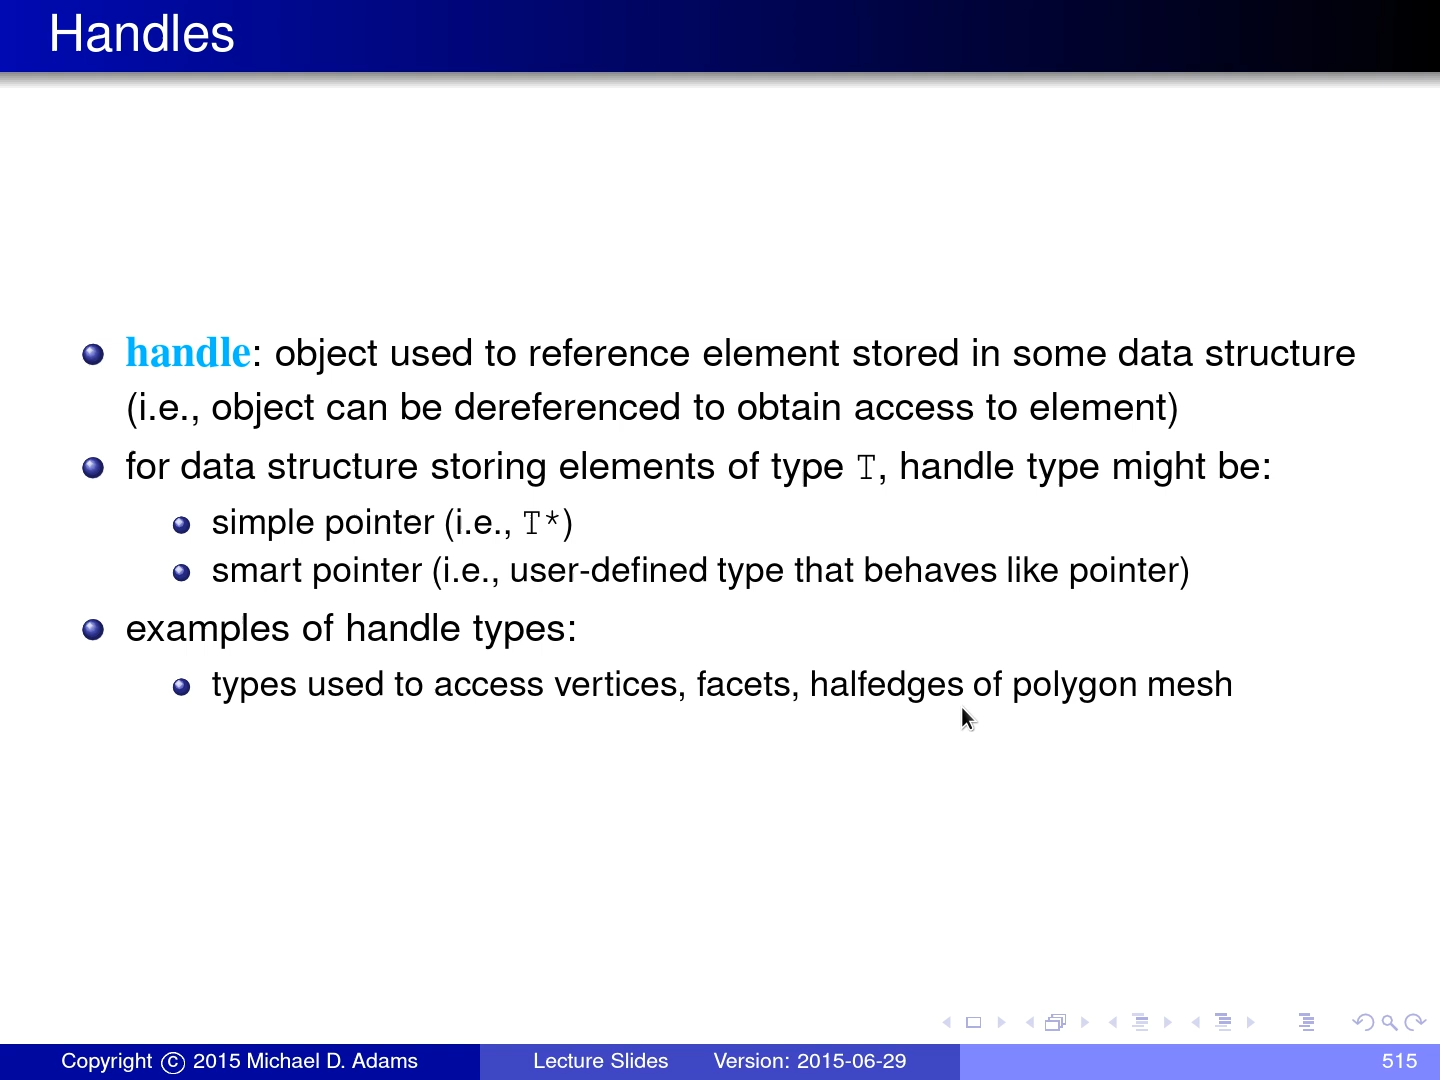 Handles
handle: object used to reference element stored in some data structure
(i.e., object can be dereferenced to obtain access to element)
for data structure storing elements of type T, handle type might be:
simple pointer (i.e., T*)
smart pointer (i.e., user-defined type that behaves like pointer)
examples of handle types:
types used to access vertices, facets, halfedges of polygon mesh
Copyright © 2015 Michael D. Adams Lecture Slides Version: 2015-06-29 515